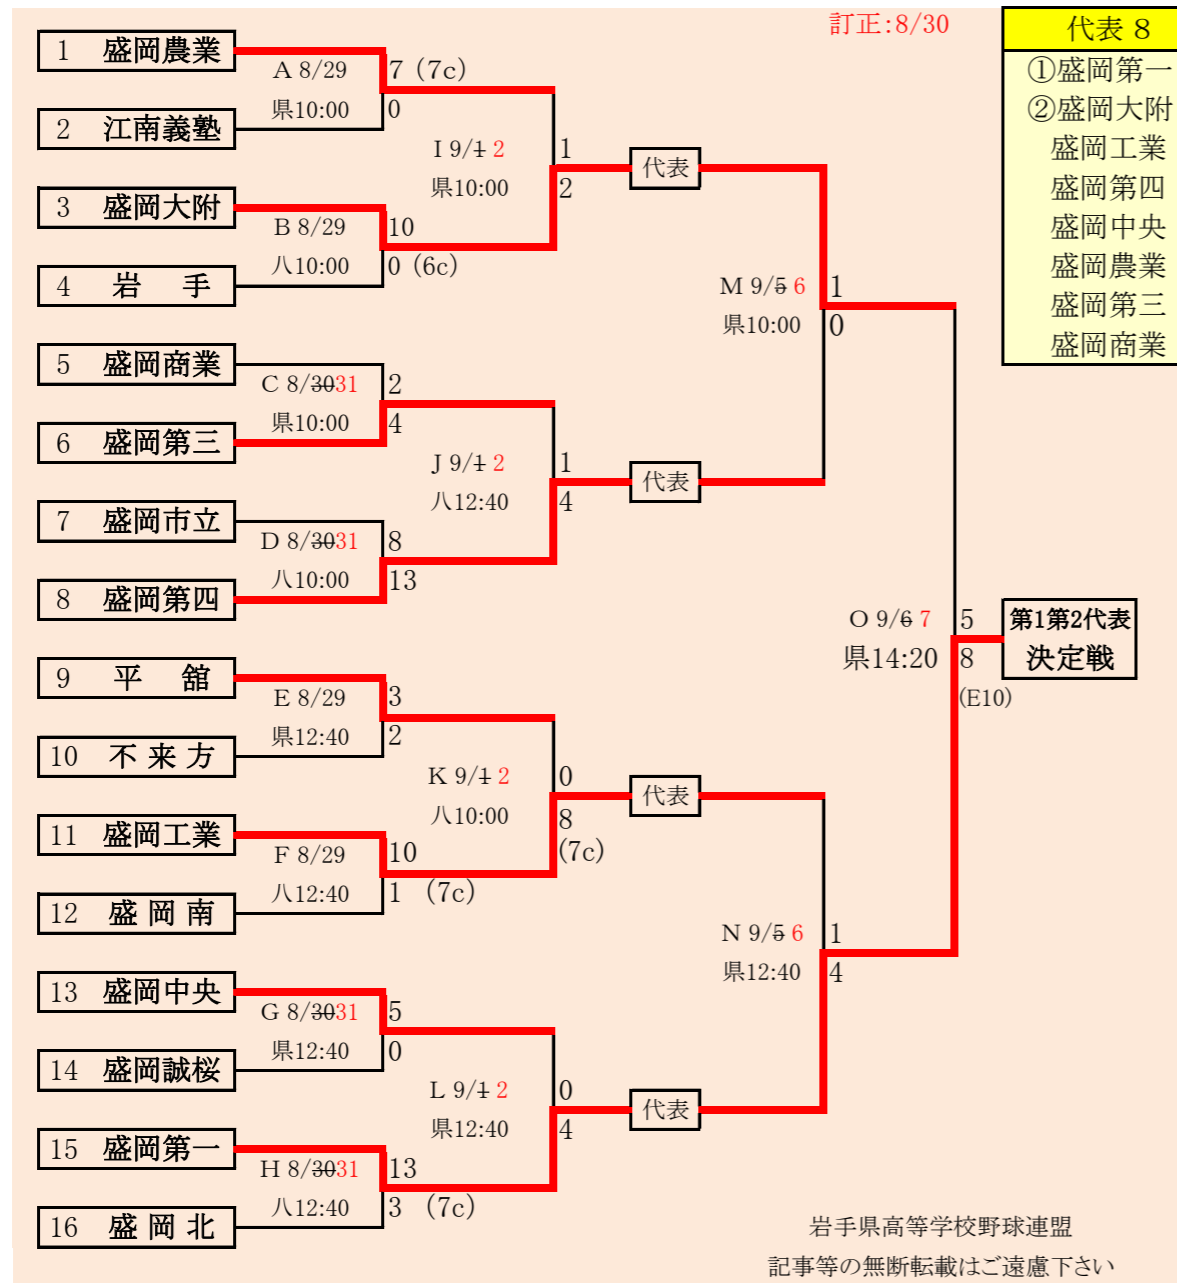 訂正:8/30
代表 8
①盛岡第一
②盛岡大附
盛岡工業
盛岡第四
盛岡中央
盛岡農業
盛岡第三
盛岡商業
1 盛岡農業
A 8/29 7 (7c)
県10:00 0
2 江南義塾
I 9/1 2 1
県10:00 2
代表
3 盛岡大附
B 8/29 10
八10:00 0 (6c)
4 岩 手
M 9/5 6 1
県10:00 0
5 盛岡商業
C 8/3031 2
県10:00 4
6 盛岡第三
J 9/1 2 1
八12:40 4
代表
7 盛岡市立
D 8/3031 8
八10:00 13
8 盛岡第四
O 9/6 7 5
県14:20 8
(E10)
第1第2代表
決定戦
9 平 舘
E 8/29 3
県12:40 2
10 不来方
K 9/1 2 0
八10:00 8
(7c)
代表
11 盛岡工業
F 8/29 10
八12:40 1 (7c)
12 盛岡南
N 9/5 6 1
県12:40 4
13 盛岡中央
G 8/3031 5
県12:40 0
14 盛岡誠桜
L 9/1 2 0
県12:40 4
代表
15 盛岡第一
H 8/3031 13
八12:40 3 (7c)
16 盛岡北
岩手県高等学校野球連盟
記事等の無断転載はご遠慮下さい